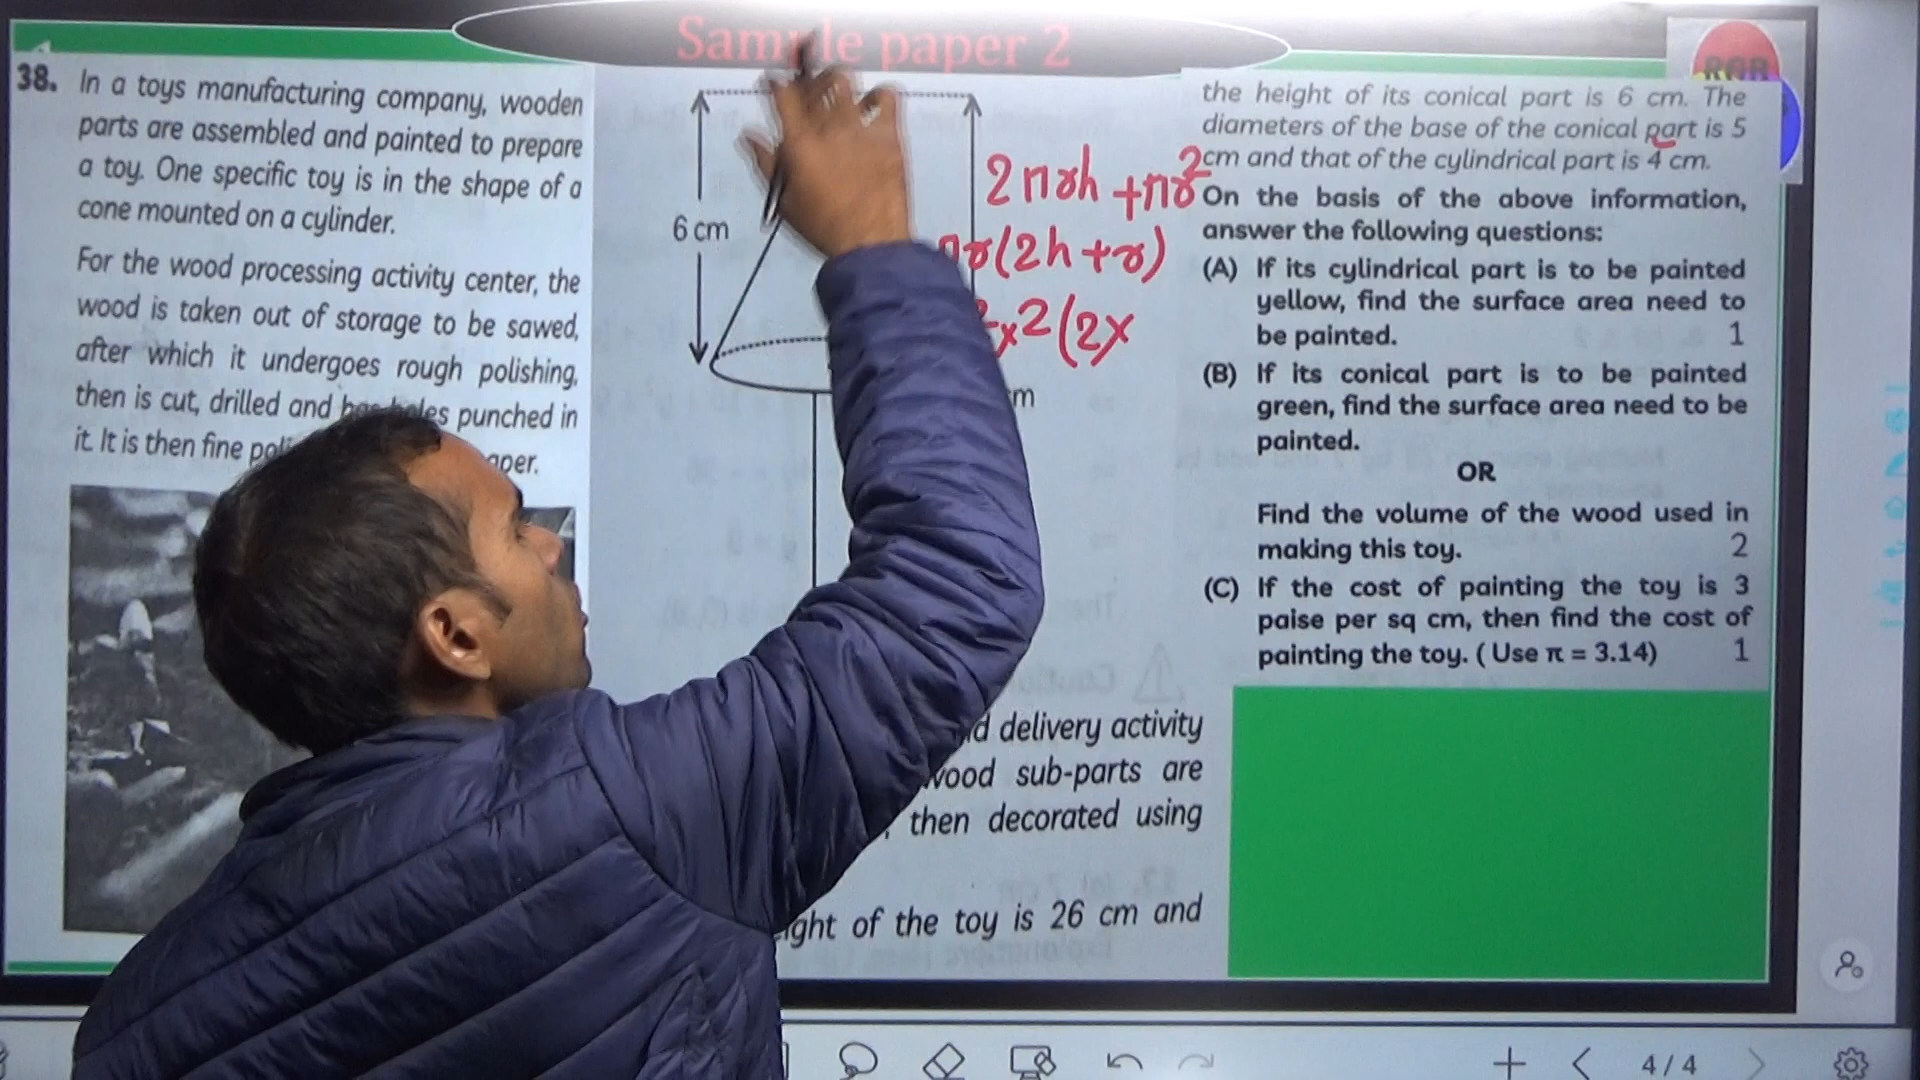 Sample paper 2
38. In a toys manufacturing company, wooden
parts are assembled and painted to prepare
a toy. One specific toy is in the shape of a
cone mounted on a cylinder.
For the wood processing activity center, the
wood is taken out of storage to be sawed,
after which it undergoes rough polishing,
then is cut, drilled and has holes punched in
it. It is then fine
6 cm
2πrh + πr²
πr(2h + r)
x2(2x
cm
delivery activity
wood sub-parts are
then decorated using
of the toy is 26 cm and
the height of its conical part is 6 cm. The
diameters of the base of the conical part is 5
cm and that of the cylindrical part is 4 cm.
On the basis of the above information,
answer the following questions:
(A) If its cylindrical part is to be painted
yellow, find the surface area need to
be painted. 1
(B) If its conical part is to be painted
green, find the surface area need to be
painted.
OR
Find the volume of the wood used in
making this toy. 2
(C) If the cost of painting the toy is 3
paise per sq cm, then find the cost of
painting the toy. ( Use π = 3.14) 1
4/4